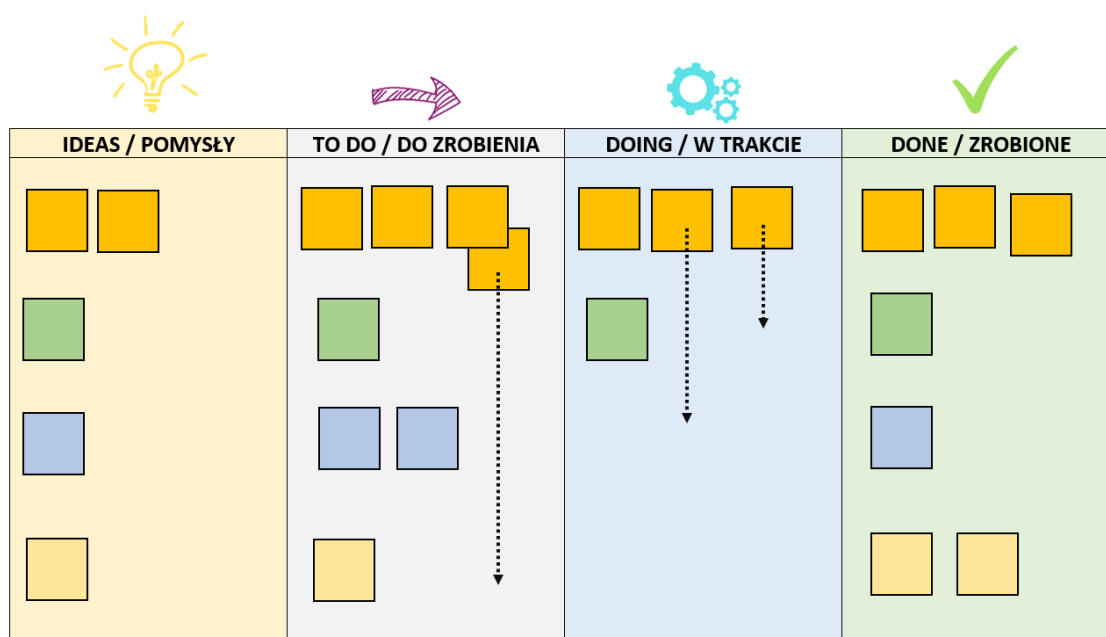 IDEAS / POMYSŁY
TO DO / DO ZROBIENIA
DOING / W TRAKCIE
DONE / ZROBIONE